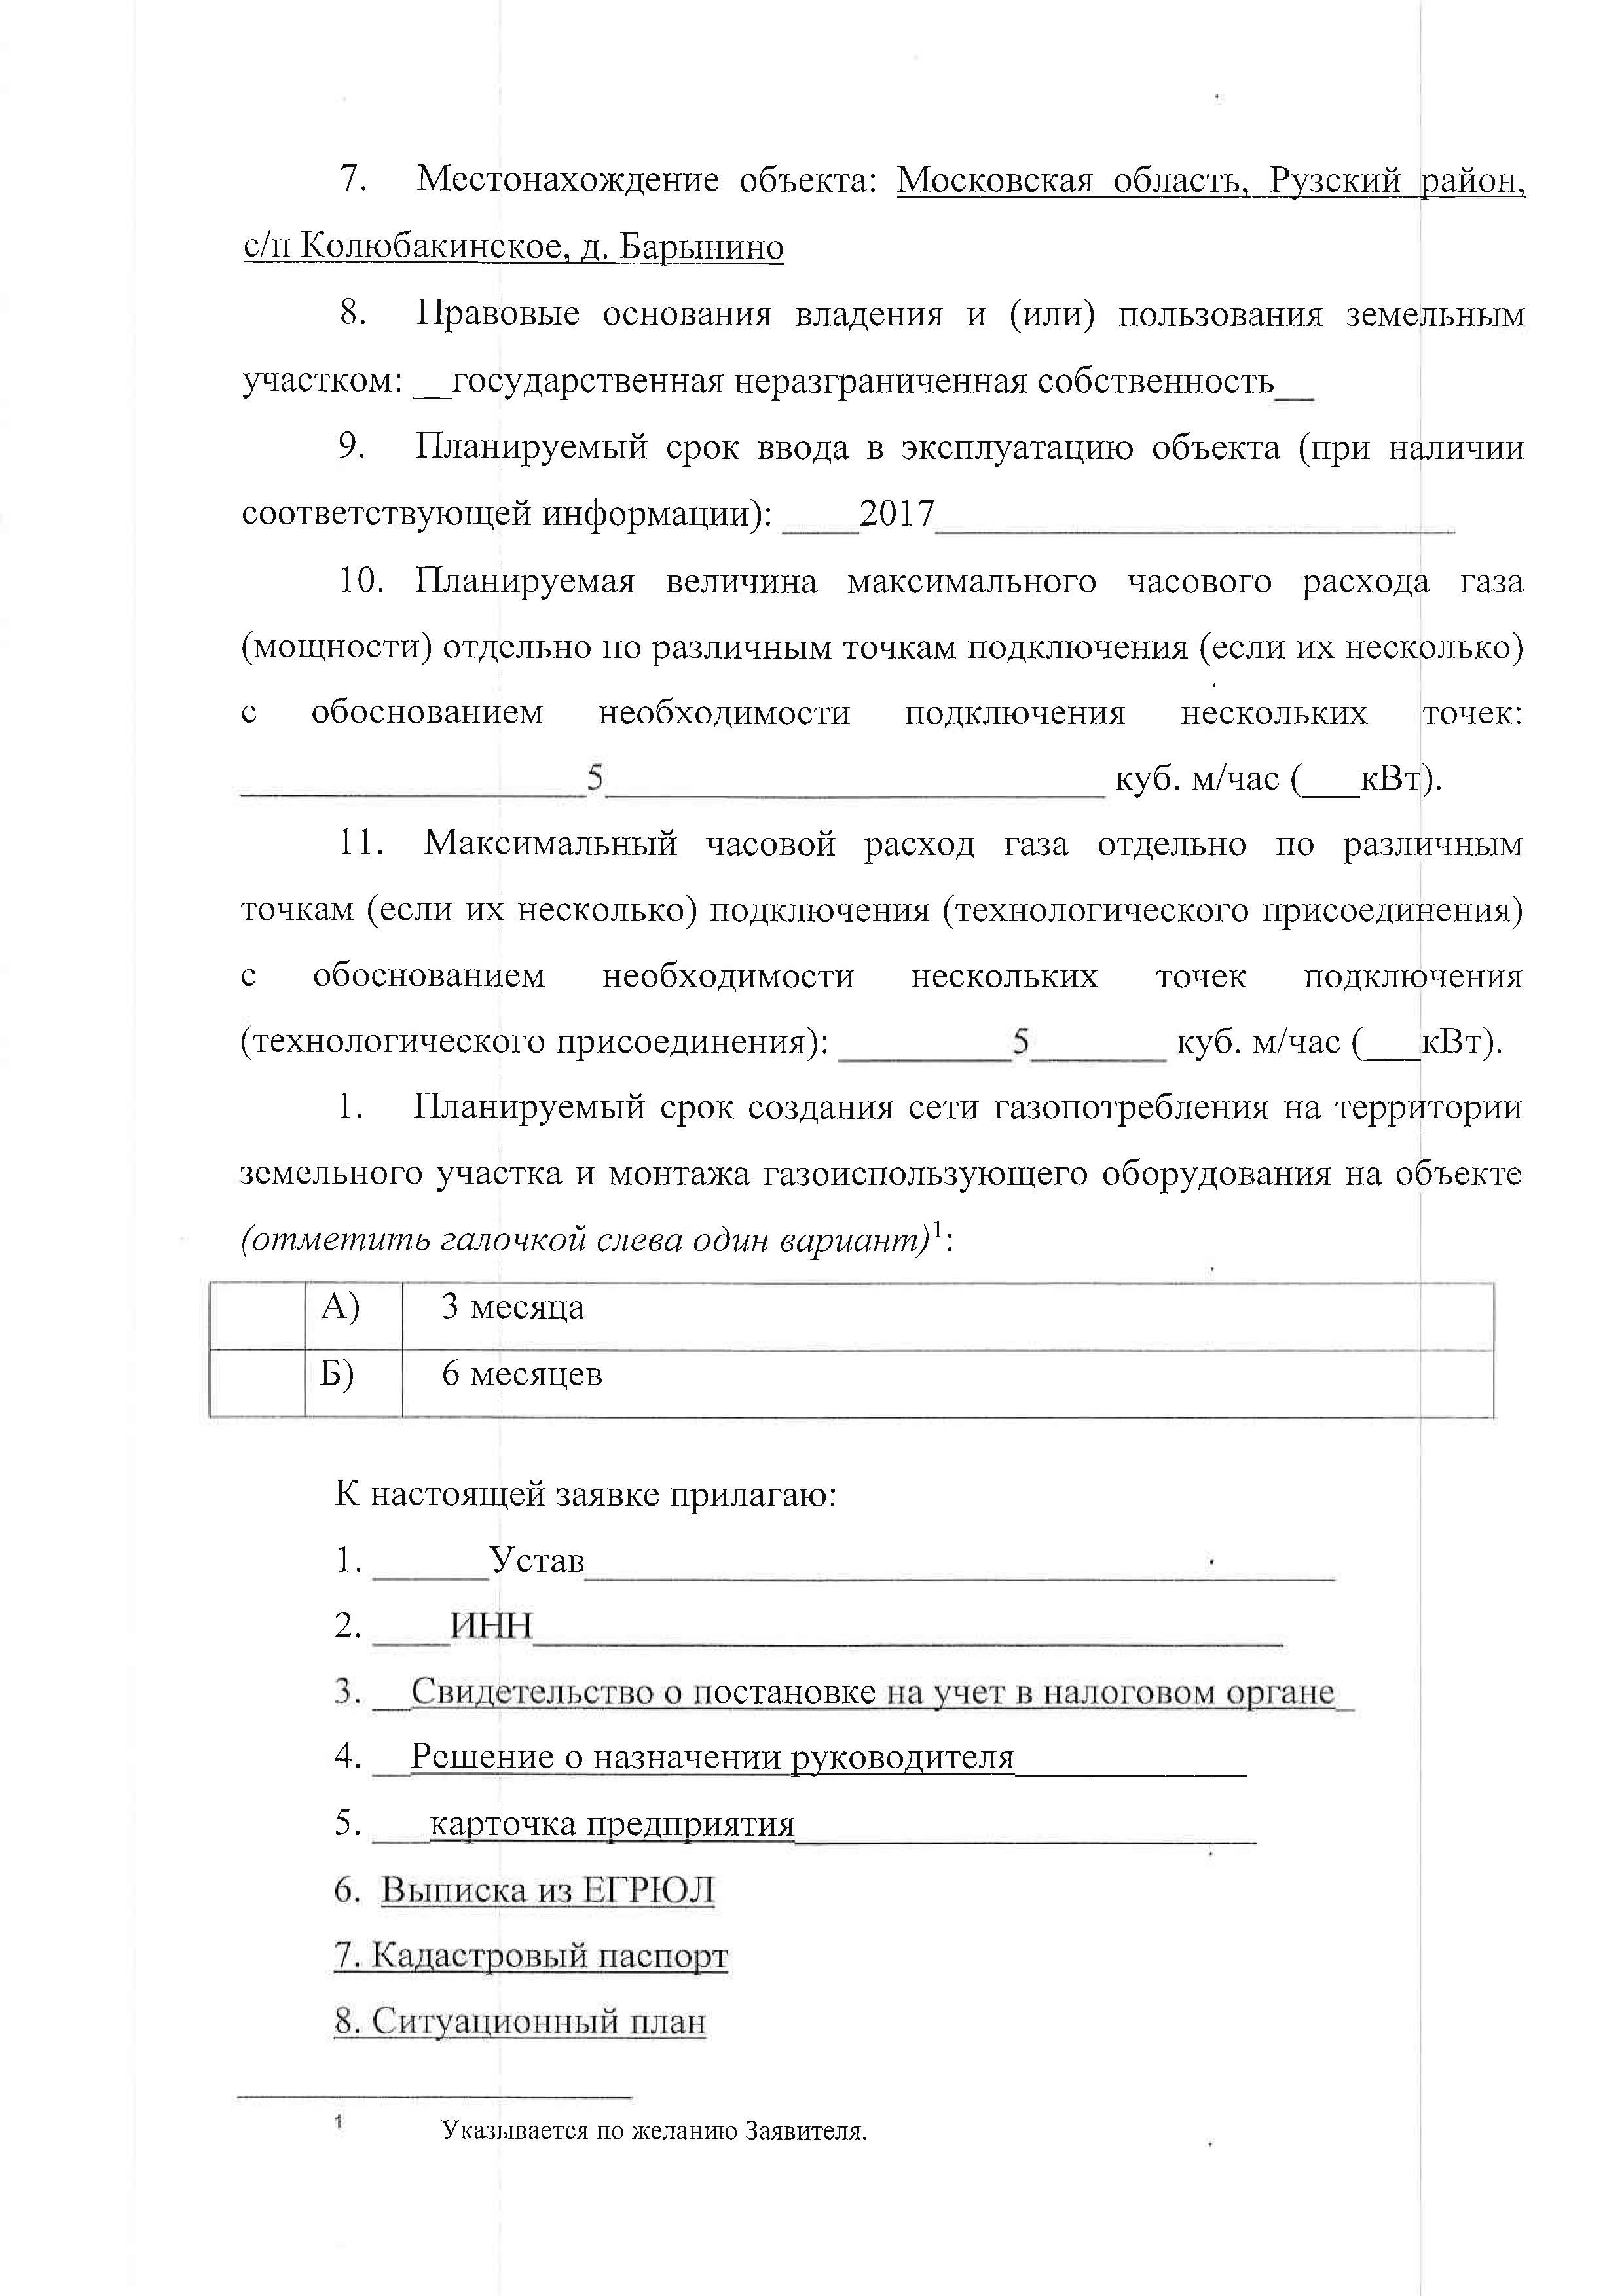 7. Местонахождение объекта: Московская область, Рузский район,
с/п Колюбакинское, д. Барынино
8. Правовые основания владения и (или) пользования земельным
участком: __государственная неразграниченная собственность__
9. Планируемый срок ввода в эксплуатацию объекта (при наличии
соответствующей информации): ____2017___________________________
10. Планируемая величина максимального часового расхода газа
(мощности) отдельно по различным точкам подключения (если их несколько)
с обоснованием необходимости подключения нескольких точек:
__________________5__________________________ куб. м/час (___кВт).
11. Максимальный часовой расход газа отдельно по различным
точкам (если их несколько) подключения (технологического присоединения)
с обоснованием необходимости нескольких точек подключения
(технологического присоединения): _________5_______ куб. м/час (___кВт).
1. Планируемый срок создания сети газопотребления на территории
земельного участка и монтажа газоиспользующего оборудования на объекте
(отметить галочкой слева один вариант)¹:
А) 3 месяца
Б) 6 месяцев
К настоящей заявке прилагаю:
1. ______Устав_______________________________________
2. ____ИНН_______________________________________
3. __Свидетельство о постановке на учет в налоговом органе_
4. __Решение о назначении руководителя____________
5. ___карточка предприятия________________________
6. Выписка из ЕГРЮЛ
7. Кадастровый паспорт
8. Ситуационный план
1 Указывается по желанию Заявителя.